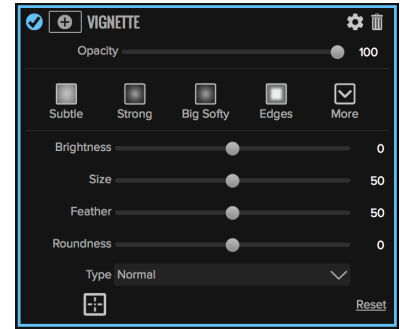 VIGNETTE
Opacity 100
Subtle Strong Big Softy Edges More
Brightness 0
Size 50
Feather 50
Roundness 0
Type Normal
Reset